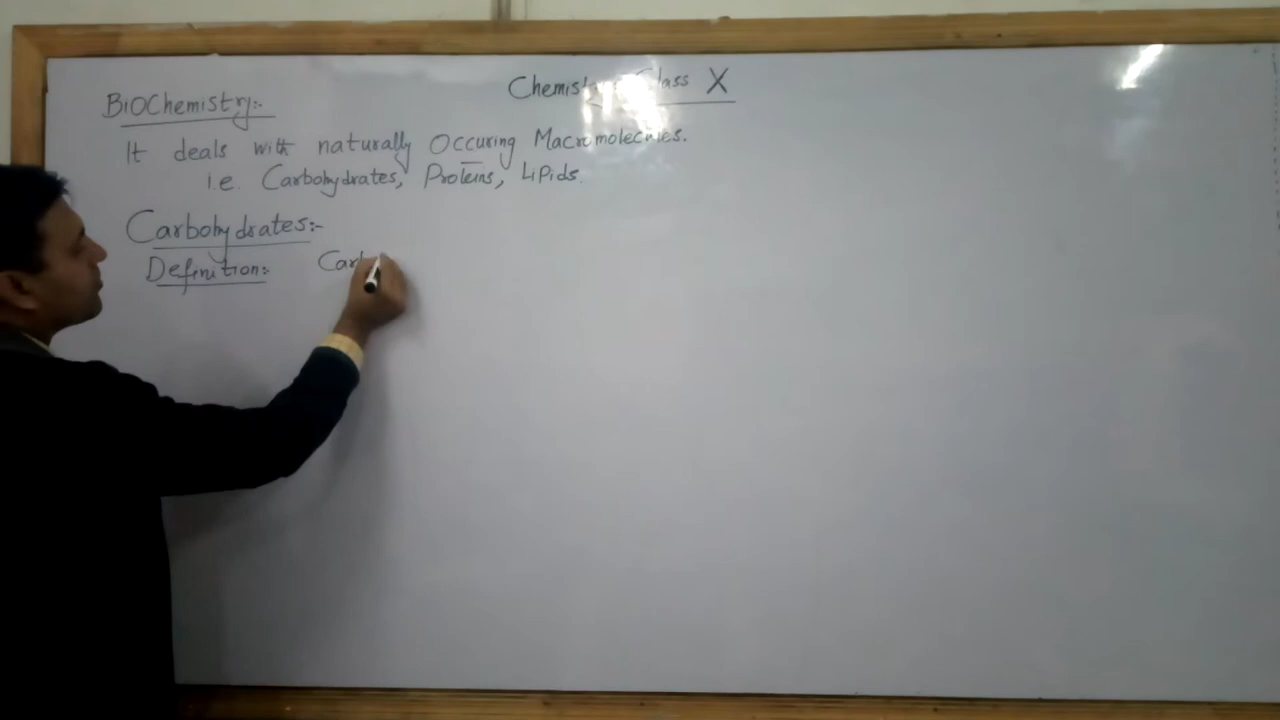 Chemistry Class X
BiOChemistry:-
It deals with naturally Occuring Macromolecules.
i.e. Carbohydrates, Proteins, Lipids.
Carbohydrates:-
Definition: Carb